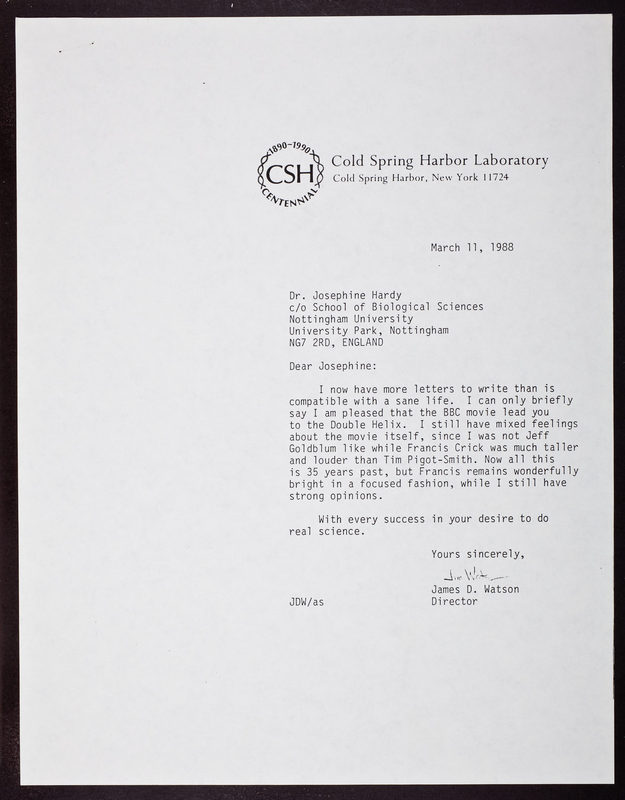 1890-1990
CSH
CENTENNIAL
Cold Spring Harbor Laboratory
Cold Spring Harbor, New York 11724
March 11, 1988
Dr. Josephine Hardy
c/o School of Biological Sciences
Nottingham University
University Park, Nottingham
NG7 2RD, ENGLAND
Dear Josephine:
I now have more letters to write than is
compatible with a sane life. I can only briefly
say I am pleased that the BBC movie lead you
to the Double Helix. I still have mixed feelings
about the movie itself, since I was not Jeff
Goldblum like while Francis Crick was much taller
and louder than Tim Pigot-Smith. Now all this
is 35 years past, but Francis remains wonderfully
bright in a focused fashion, while I still have
strong opinions.
With every success in your desire to do
real science.
Yours sincerely,
Jim Watson
James D. Watson
JDW/as Director